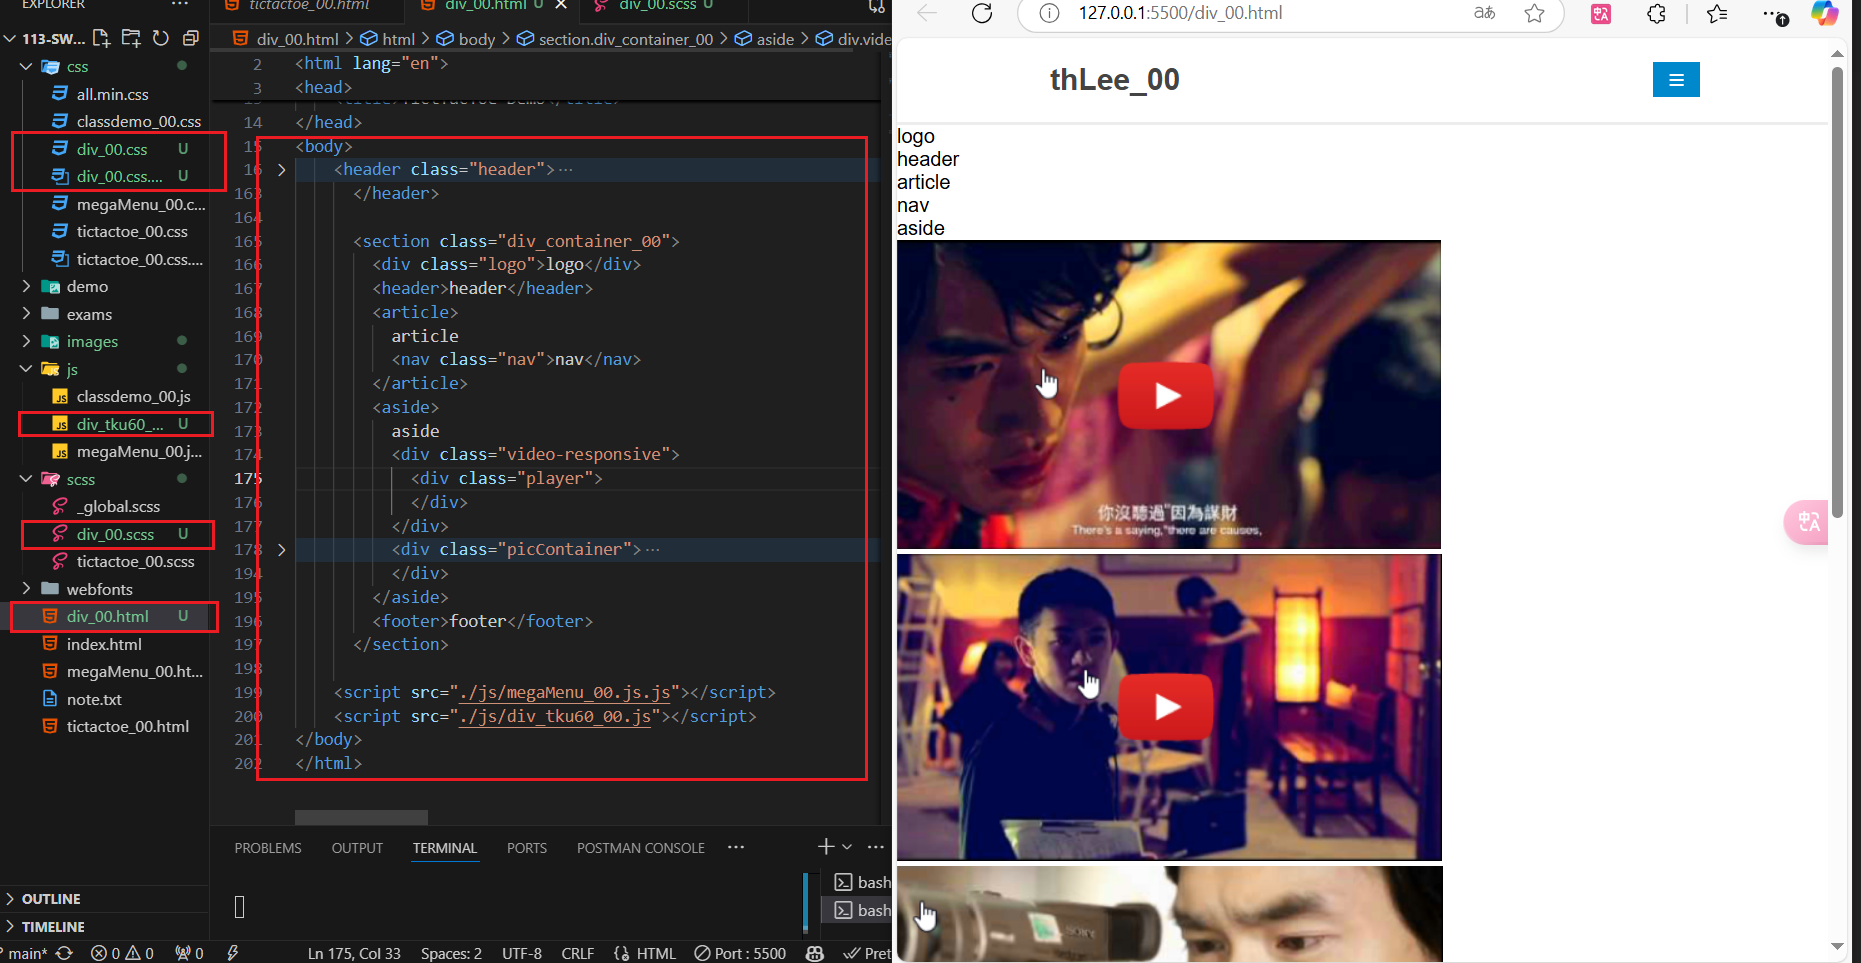 EXPLORER
tictactoe_00.html
div_00.html U
div_00.scss U
113-SW...
div_00.html > html > body > section.div_container_00 > aside > div.vide
css
all.min.css
classdemo_00.css
div_00.css U
div_00.css.... U
megaMenu_00.c...
tictactoe_00.css
tictactoe_00.css....
demo
exams
images
js
classdemo_00.js
div_tku60_... U
megaMenu_00.j...
scss
_global.scss
div_00.scss U
tictactoe_00.scss
webfonts
div_00.html U
index.html
megaMenu_00.ht...
note.txt
tictactoe_00.html
OUTLINE
TIMELINE
2 <html lang="en">
3 <head>
14 </head>
15 <body>
16 <header class="header">...
163 </header>
164
165 <section class="div_container_00">
166 <div class="logo">logo</div>
167 <header>header</header>
168 <article>
169 article
170 <nav class="nav">nav</nav>
171 </article>
172 <aside>
173 aside
174 <div class="video-responsive">
175 <div class="player">
176 </div>
177 </div>
178 <div class="picContainer">...
194 </div>
195 </aside>
196 <footer>footer</footer>
197 </section>
198
199 <script src="./js/megaMenu_00.js.js"></script>
200 <script src="./js/div_tku60_00.js"></script>
201 </body>
202 </html>
PROBLEMS OUTPUT TERMINAL PORTS POSTMAN CONSOLE ...
bash
bash
main* 0 0 0 Ln 175, Col 33 Spaces: 2 UTF-8 CRLF HTML Port : 5500 Pret
127.0.0.1:5500/div_00.html
thLee_00
logo
header
article
nav
aside
你沒聽過"因為謀財
There's a saying,"there are causes,
SONY